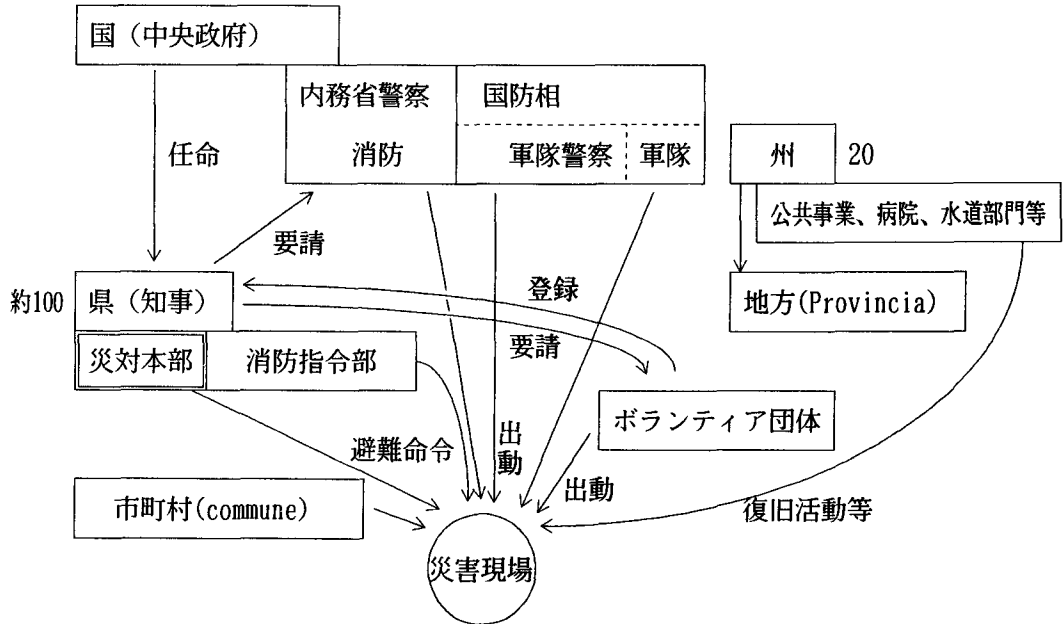 国（中央政府）
内務省警察
国防相
消防
軍隊警察
軍隊
州
20
任命
公共事業、病院、水道部門等
要請
地方(Provincia)
約100
県（知事）
登録
要請
災対本部
消防指令部
ボランティア団体
避難命令
出動
出動
市町村(commune)
復旧活動等
災害現場